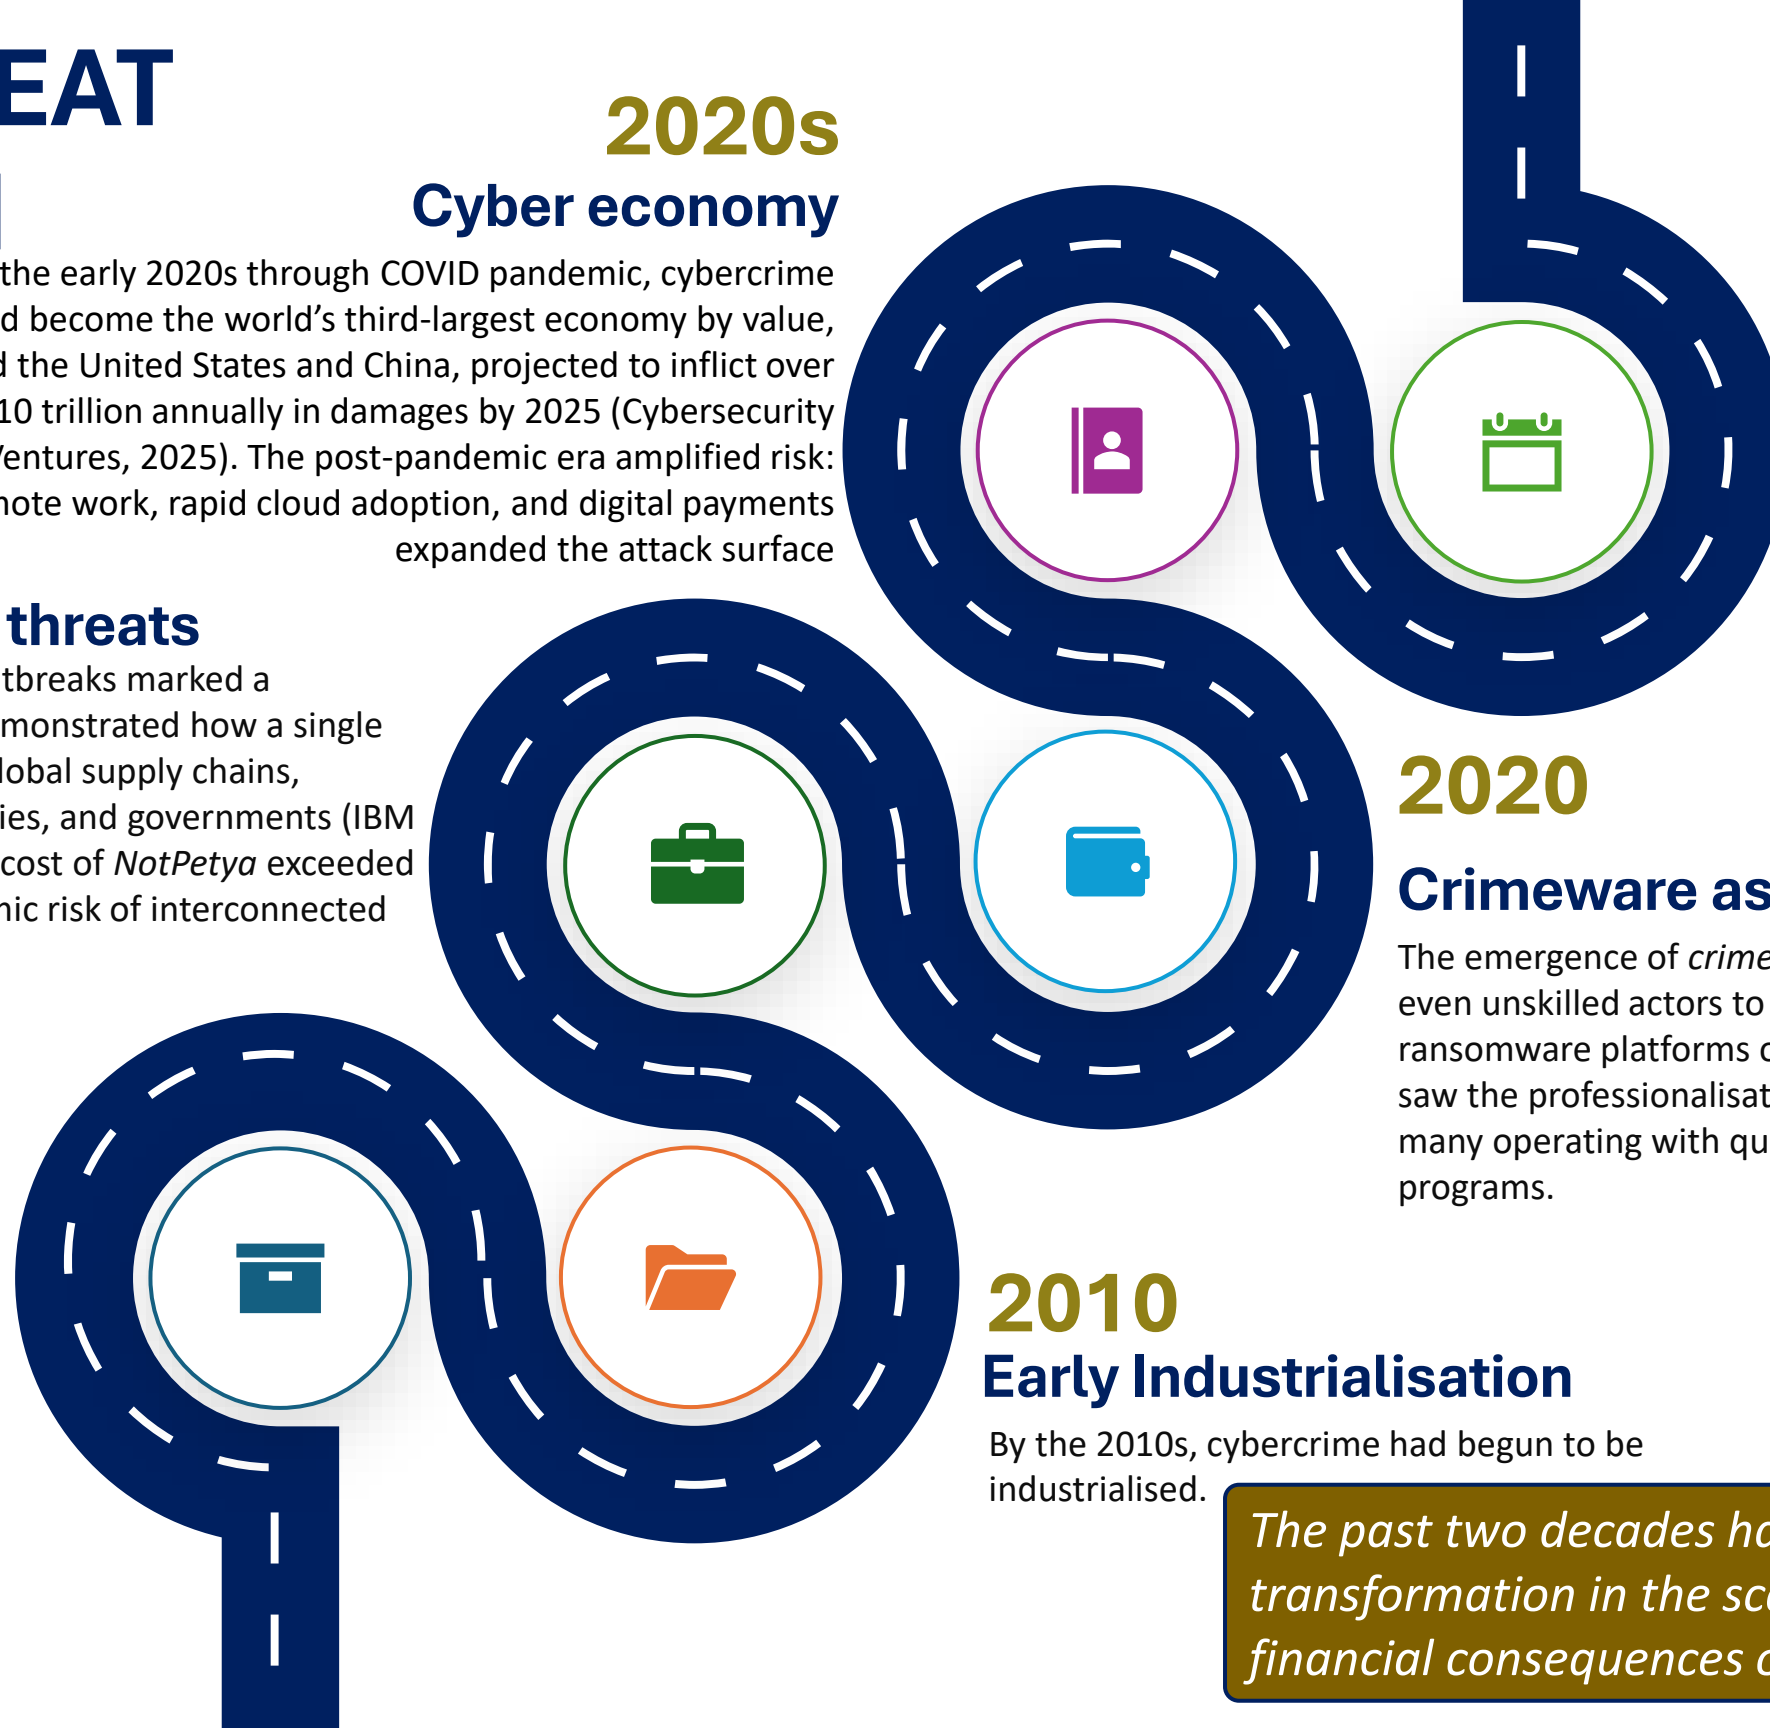 EAT
2020s
Cyber economy
the early 2020s through COVID pandemic, cybercrime
d become the world’s third-largest economy by value,
d the United States and China, projected to inflict over
10 trillion annually in damages by 2025 (Cybersecurity
Ventures, 2025). The post-pandemic era amplified risk:
note work, rapid cloud adoption, and digital payments
expanded the attack surface
threats
tbreaks marked a
monstrated how a single
lobal supply chains,
ies, and governments (IBM
cost of NotPetya exceeded
nic risk of interconnected
2020
Crimeware as
The emergence of crime
even unskilled actors to
ransomware platforms
saw the professionalisat
many operating with qu
programs.
2010
Early Industrialisation
By the 2010s, cybercrime had begun to be
industrialised.
The past two decades ha
transformation in the sc
financial consequences